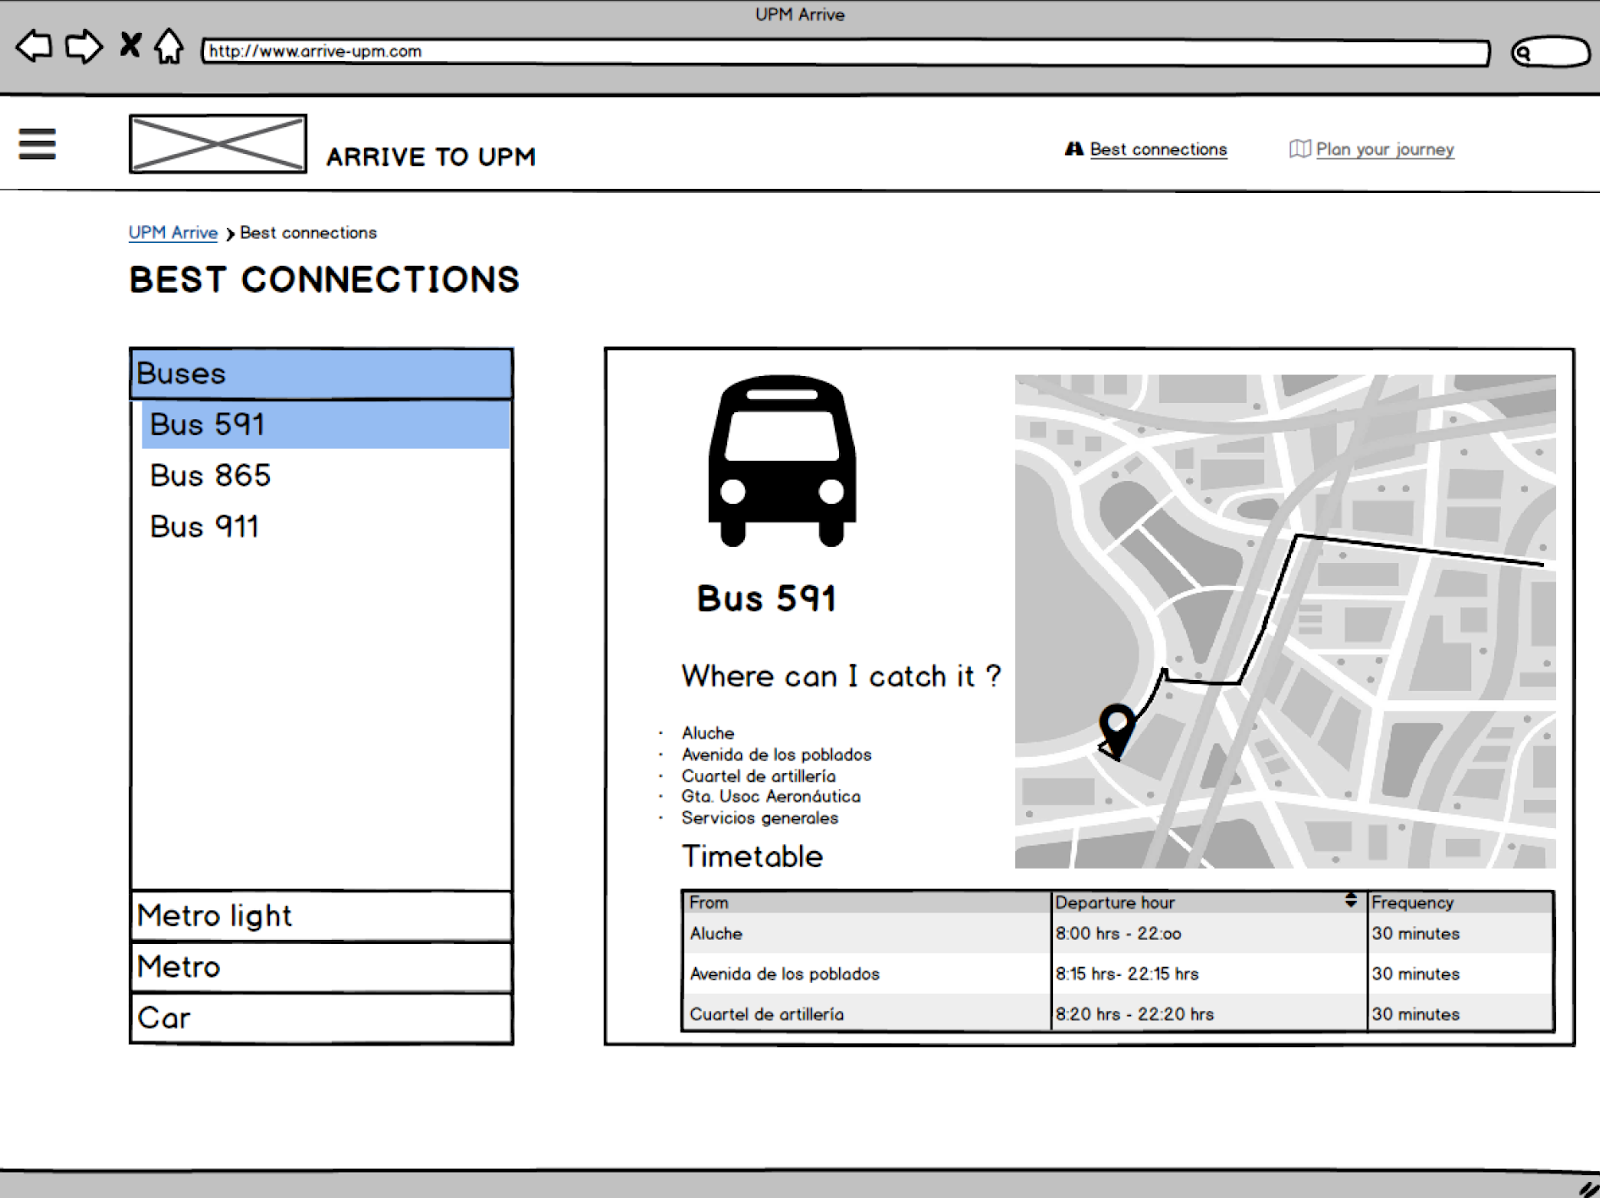 UPM Arrive
http://www.arrive-upm.com
ARRIVE TO UPM
Best connections
Plan your journey
UPM Arrive Best connections
BEST CONNECTIONS
Buses
Bus 591
Bus 865
Bus 911
Metro light
Metro
Car
Bus 591
Where can I catch it ?
· Aluche
· Avenida de los poblados
· Cuartel de artillería
· Gta. Usoc Aeronáutica
· Servicios generales
Timetable
From Departure hour Frequency
Aluche 8:00 hrs - 22:oo 30 minutes
Avenida de los poblados 8:15 hrs- 22:15 hrs 30 minutes
Cuartel de artillería 8:20 hrs - 22:20 hrs 30 minutes